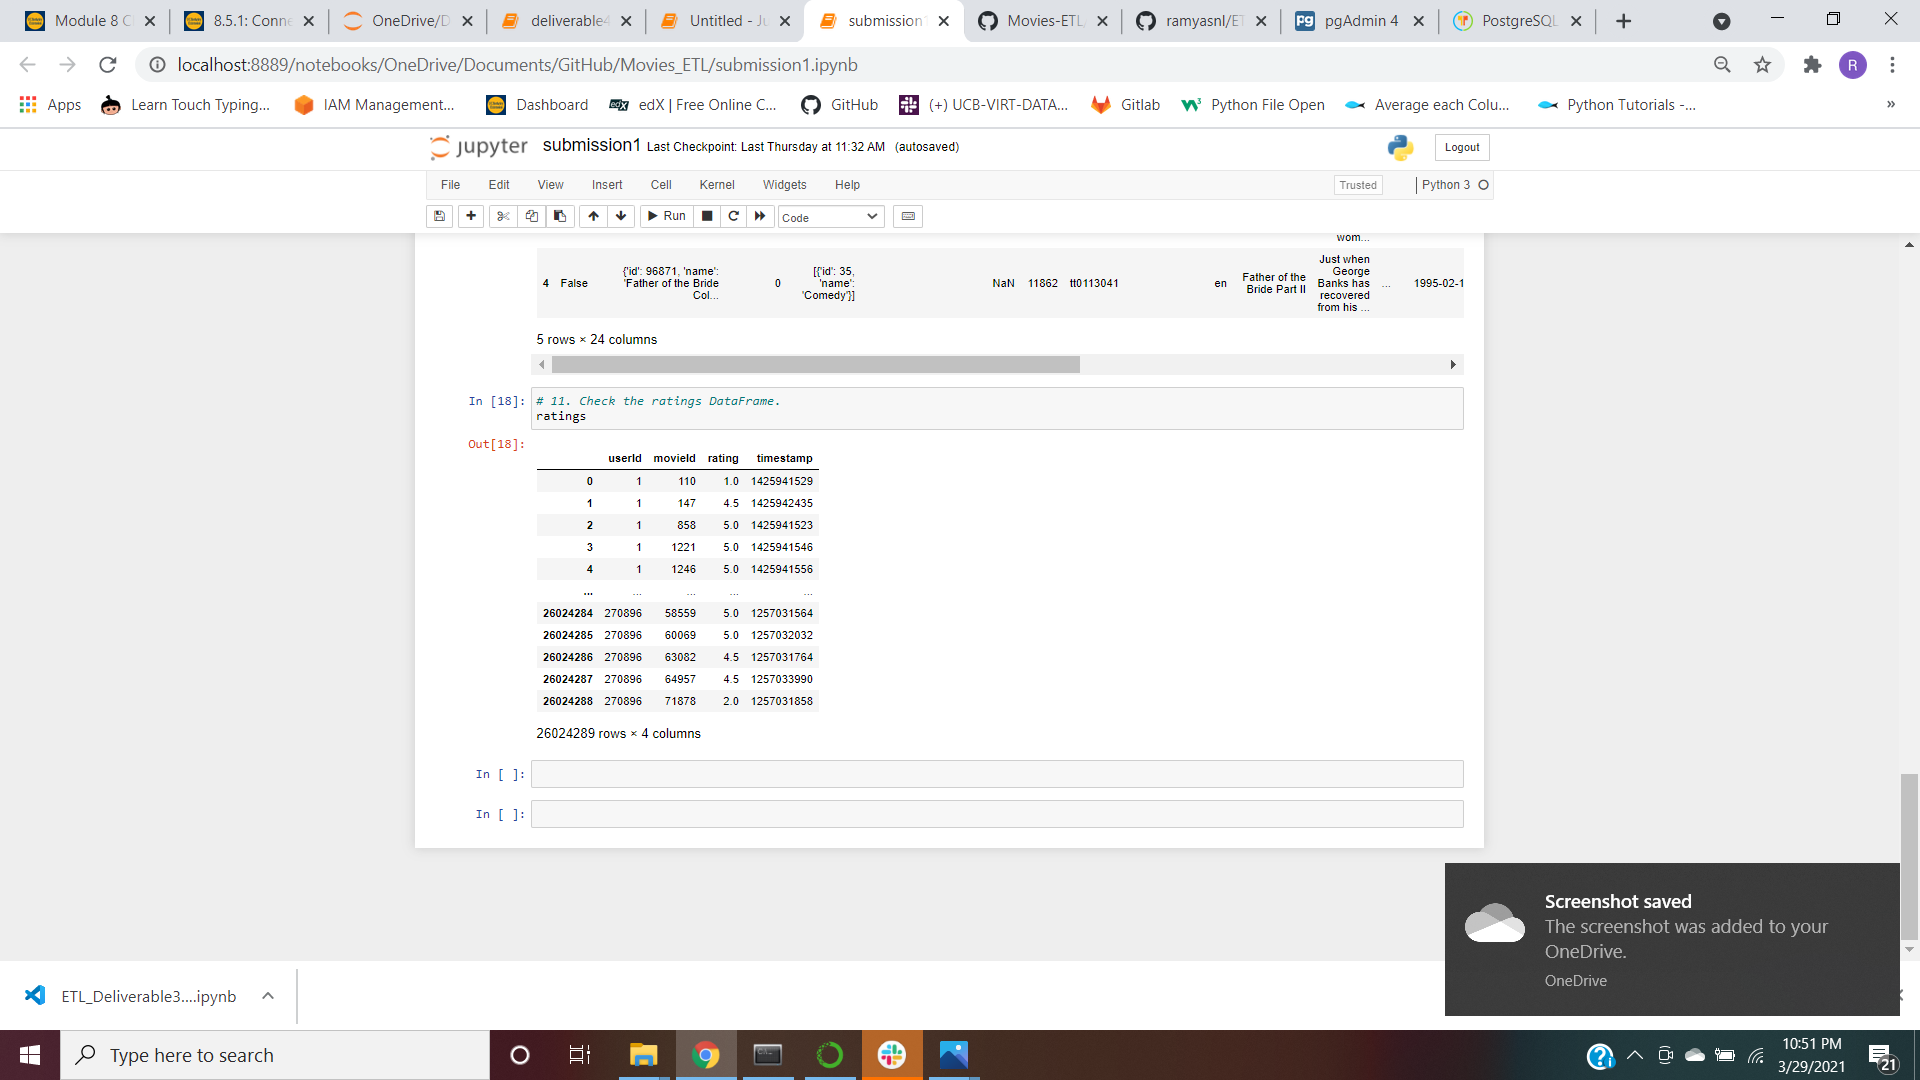 Module 8 C
8.5.1: Conne
OneDrive/D
deliverable4
Untitled - Ju
submission1
Movies-ETL
ramyasnl/ET
Pg pgAdmin 4
PostgreSQL
localhost:8889/notebooks/OneDrive/Documents/GitHub/Movies_ETL/submission1.ipynb
R
Apps Learn Touch Typing... IAM Management... Dashboard edX edX | Free Online C... GitHub (+) UCB-VIRT-DATA... Gitlab Python File Open Average each Colu... Python Tutorials -... »
jupyter submission1 Last Checkpoint: Last Thursday at 11:32 AM (autosaved) Logout
File Edit View Insert Cell Kernel Widgets Help Trusted Python 3
Run Code
wom...
4 False {'id': 96871, 'name': 'Father of the Bride Col... 0 [{'id': 35, 'name': 'Comedy'}] NaN 11862 tt0113041 en Father of the Bride Part II Just when George Banks has recovered from his ... ... 1995-02-1
5 rows × 24 columns
In [18]: # 11. Check the ratings DataFrame.
ratings
Out[18]:
userId movieId rating timestamp
0 1 110 1.0 1425941529
1 1 147 4.5 1425942435
2 1 858 5.0 1425941523
3 1 1221 5.0 1425941546
4 1 1246 5.0 1425941556
... ... ... ... ...
26024284 270896 58559 5.0 1257031564
26024285 270896 60069 5.0 1257032032
26024286 270896 63082 4.5 1257031764
26024287 270896 64957 4.5 1257033990
26024288 270896 71878 2.0 1257031858
26024289 rows × 4 columns
In [ ]:
In [ ]:
Screenshot saved
The screenshot was added to your
OneDrive.
OneDrive
ETL_Deliverable3....ipynb
Type here to search
10:51 PM
3/29/2021
21